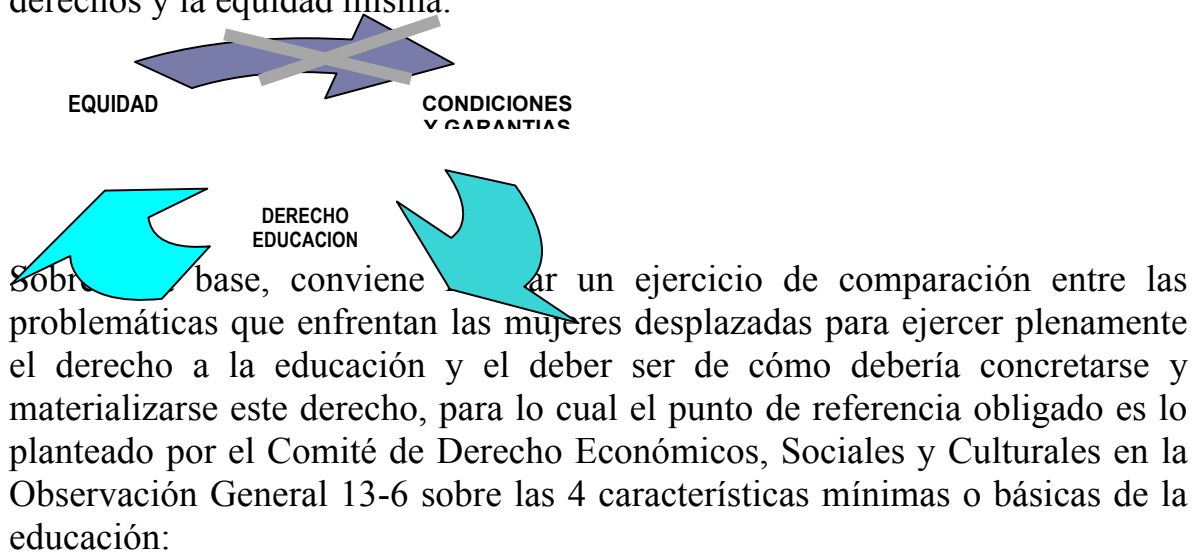 derechos y la equidad misma.
EQUIDAD
CONDICIONES
Y GARANTIAS
DERECHO
EDUCACION
base, conviene un ejercicio de comparación entre las
problemáticas que enfrentan las mujeres desplazadas para ejercer plenamente
el derecho a la educación y el deber ser de cómo debería concretarse y
materializarse este derecho, para lo cual el punto de referencia obligado es lo
planteado por el Comité de Derecho Económicos, Sociales y Culturales en la
Observación General 13-6 sobre las 4 características mínimas o básicas de la
educación: